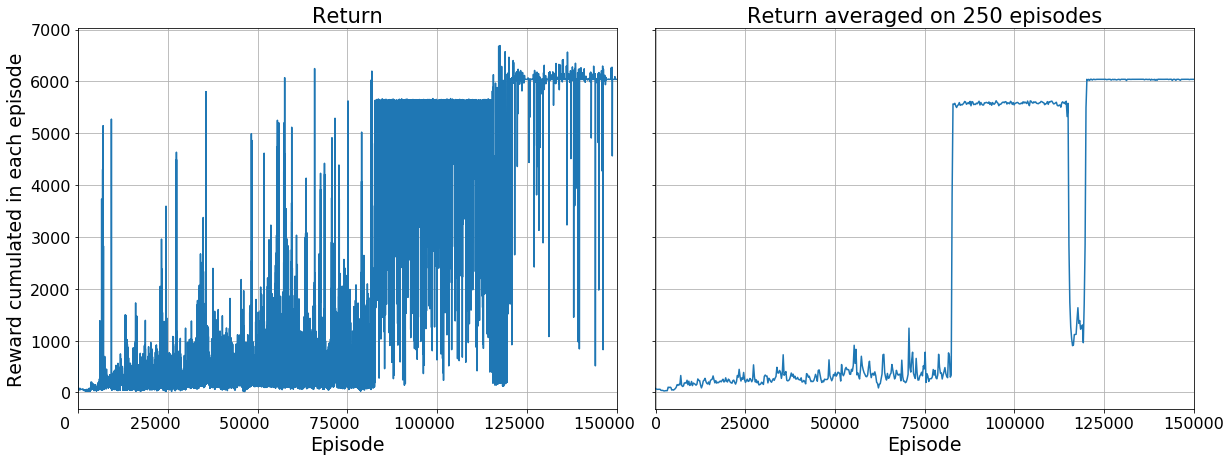 Return
Return averaged on 250 episodes
Reward cumulated in each episode
7000
6000
5000
4000
3000
2000
1000
0
0 25000 50000 75000 100000 125000 150000
Episode
0 25000 50000 75000 100000 125000 150000
Episode